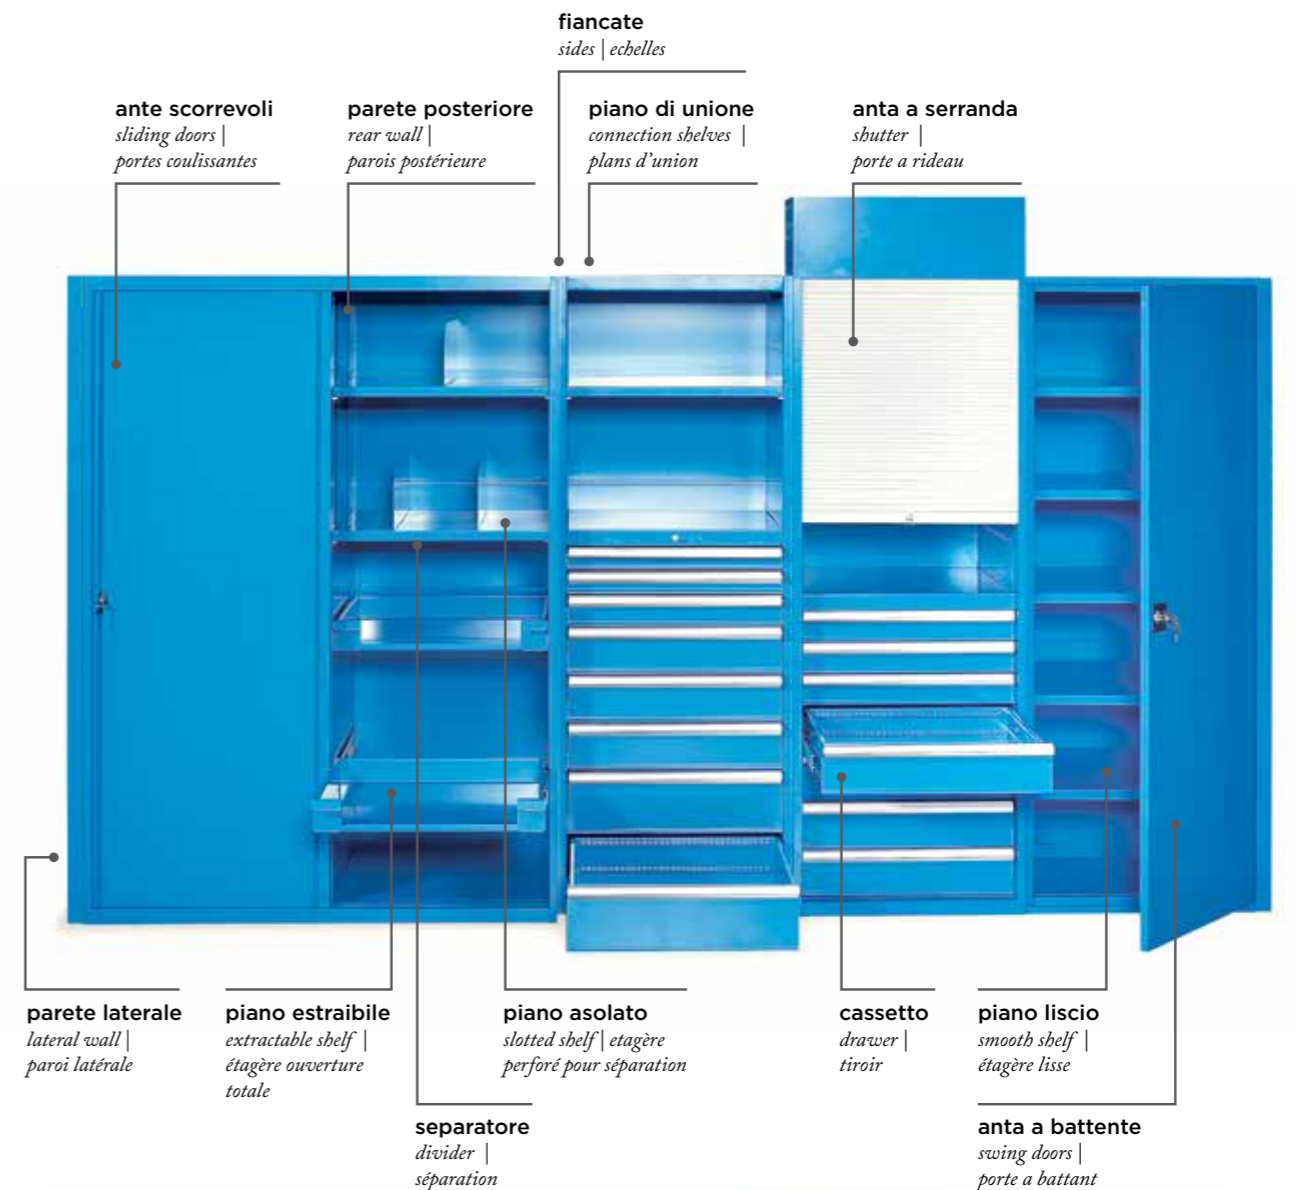 fiancate
sides | echelles
ante scorrevoli
sliding doors |
portes coulissantes
parete posteriore
rear wall |
parois postérieure
piano di unione
connection shelves |
plans d'union
anta a serranda
shutter |
porte a rideau
parete laterale
lateral wall |
paroi latérale
piano estraibile
extractable shelf |
étagère ouverture
totale
piano asolato
slotted shelf | etagère
perforé pour séparation
cassetto
drawer |
tiroir
piano liscio
smooth shelf |
étagère lisse
separatore
divider |
séparation
anta a battente
swing doors |
porte a battant